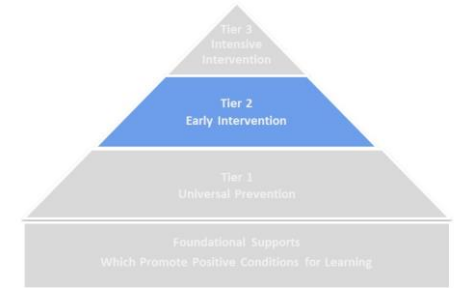 Tier 3
Intensive
Intervention
Tier 2
Early Intervention
Tier 1
Universal Prevention
Foundational Supports
Which Promote Positive Conditions for Learning